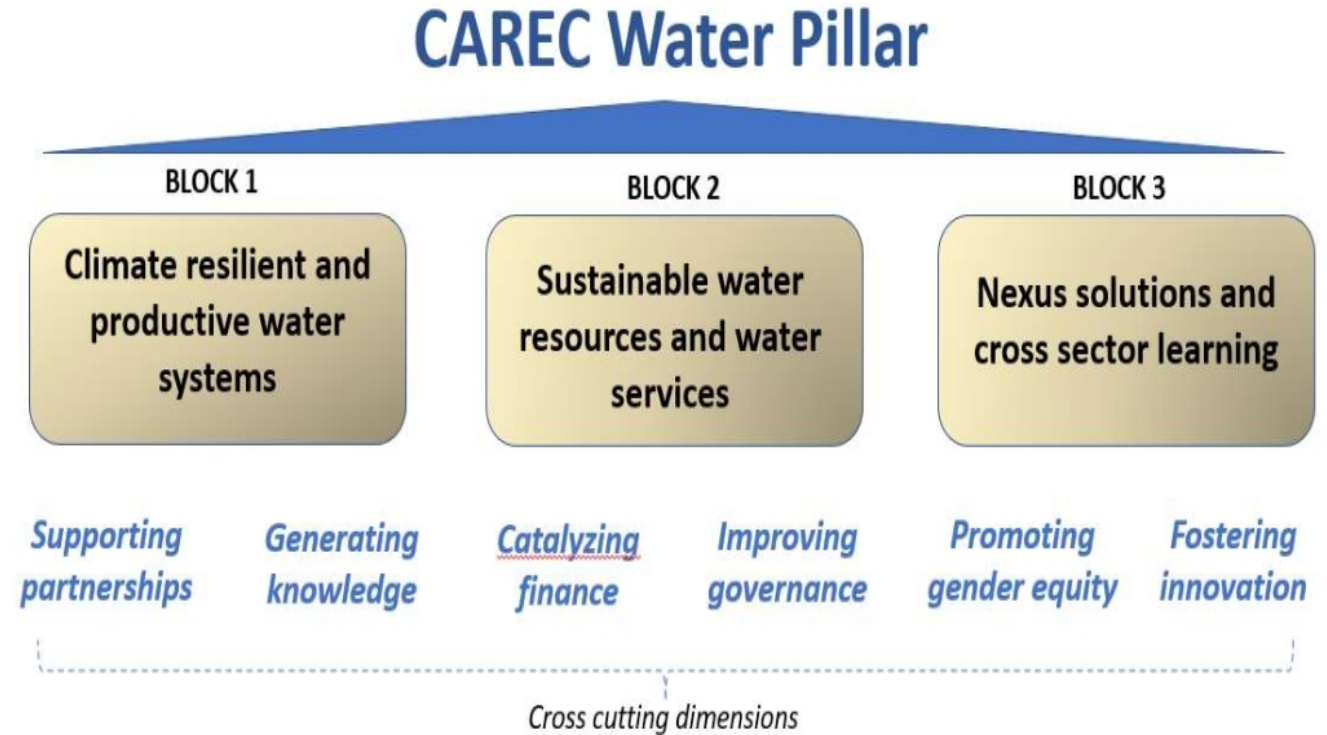 CAREC Water Pillar
BLOCK 1
BLOCK 2
BLOCK 3
Climate resilient and
productive water
systems
Sustainable water
resources and water
services
Nexus solutions and
cross sector learning
Supporting
partnerships
Generating
knowledge
Catalyzing
finance
Improving
governance
Promoting
gender equity
Fostering
innovation
Cross cutting dimensions